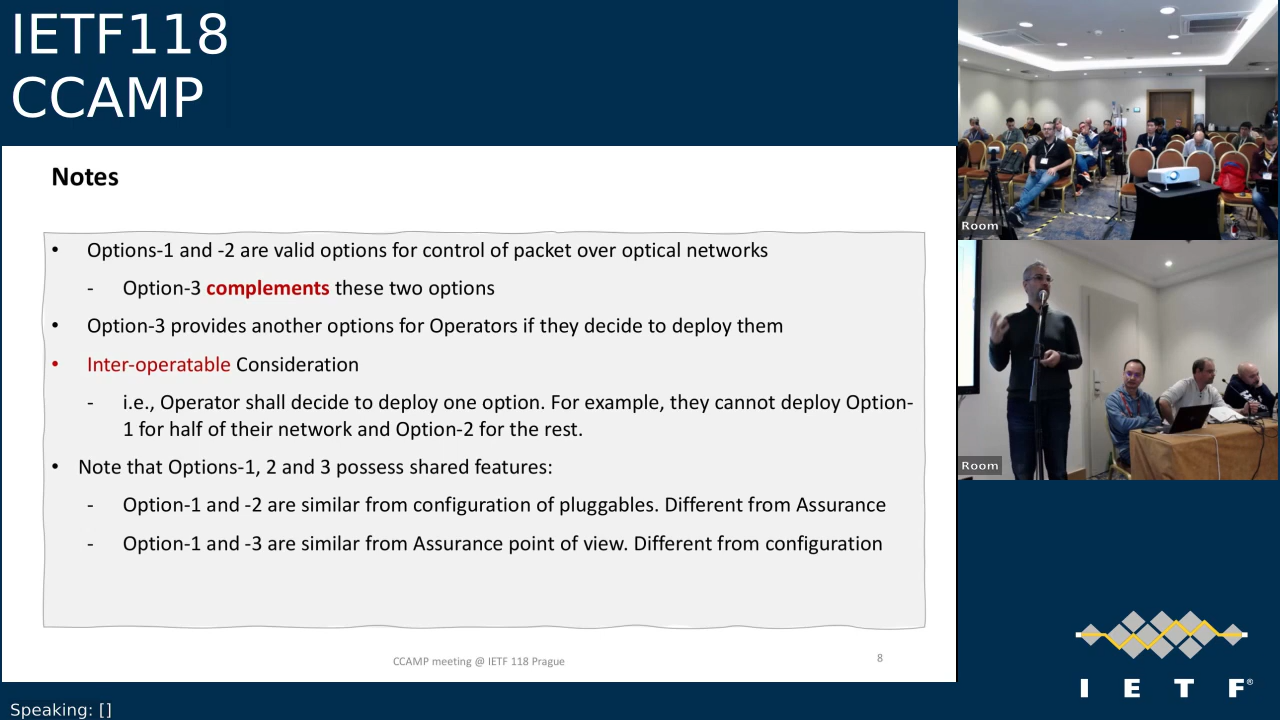 IETF118
CCAMP
Notes
• Options-1 and -2 are valid options for control of packet over optical networks
- Option-3 complements these two options
• Option-3 provides another options for Operators if they decide to deploy them
• Inter-operatable Consideration
- i.e., Operator shall decide to deploy one option. For example, they cannot deploy Option-
1 for half of their network and Option-2 for the rest.
• Note that Options-1, 2 and 3 possess shared features:
- Option-1 and -2 are similar from configuration of pluggables. Different from Assurance
- Option-1 and -3 are similar from Assurance point of view. Different from configuration
CCAMP meeting @ IETF 118 Prague
8
Room
Room
I E T F®
Speaking: []